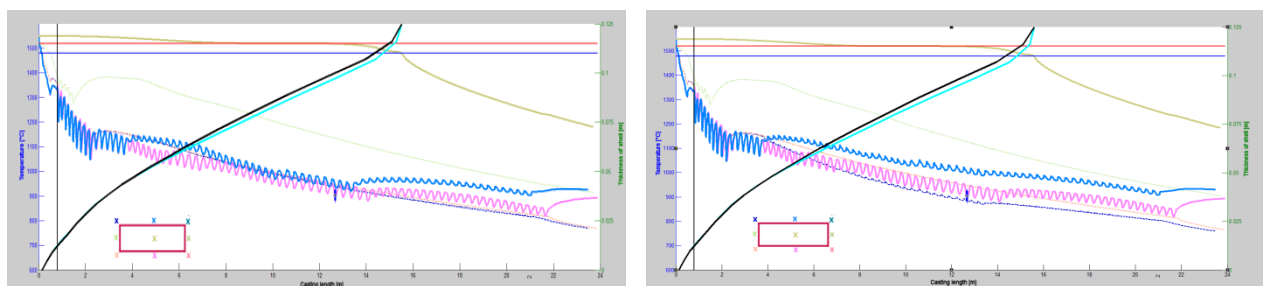 0.125
1500
1400
0.1
1300
1200
0.075
1100
1000
0.05
900
800
0.025
700
600
0
0 2 4 6 8 10 12 14 16 18 20 22 24
Temperature [°C]
Thickness of shell [m]
Casting length [m]
2
x x x
x x x
x x x
0.125
1500
1400
0.1
1300
1200
0.075
1100
1000
0.05
900
800
0.025
700
600
0
0 2 4 6 8 10 12 14 16 18 20 22 24
Temperature [°C]
Thickness of shell [m]
Casting length [m]
2
x x x
x x x
x x x